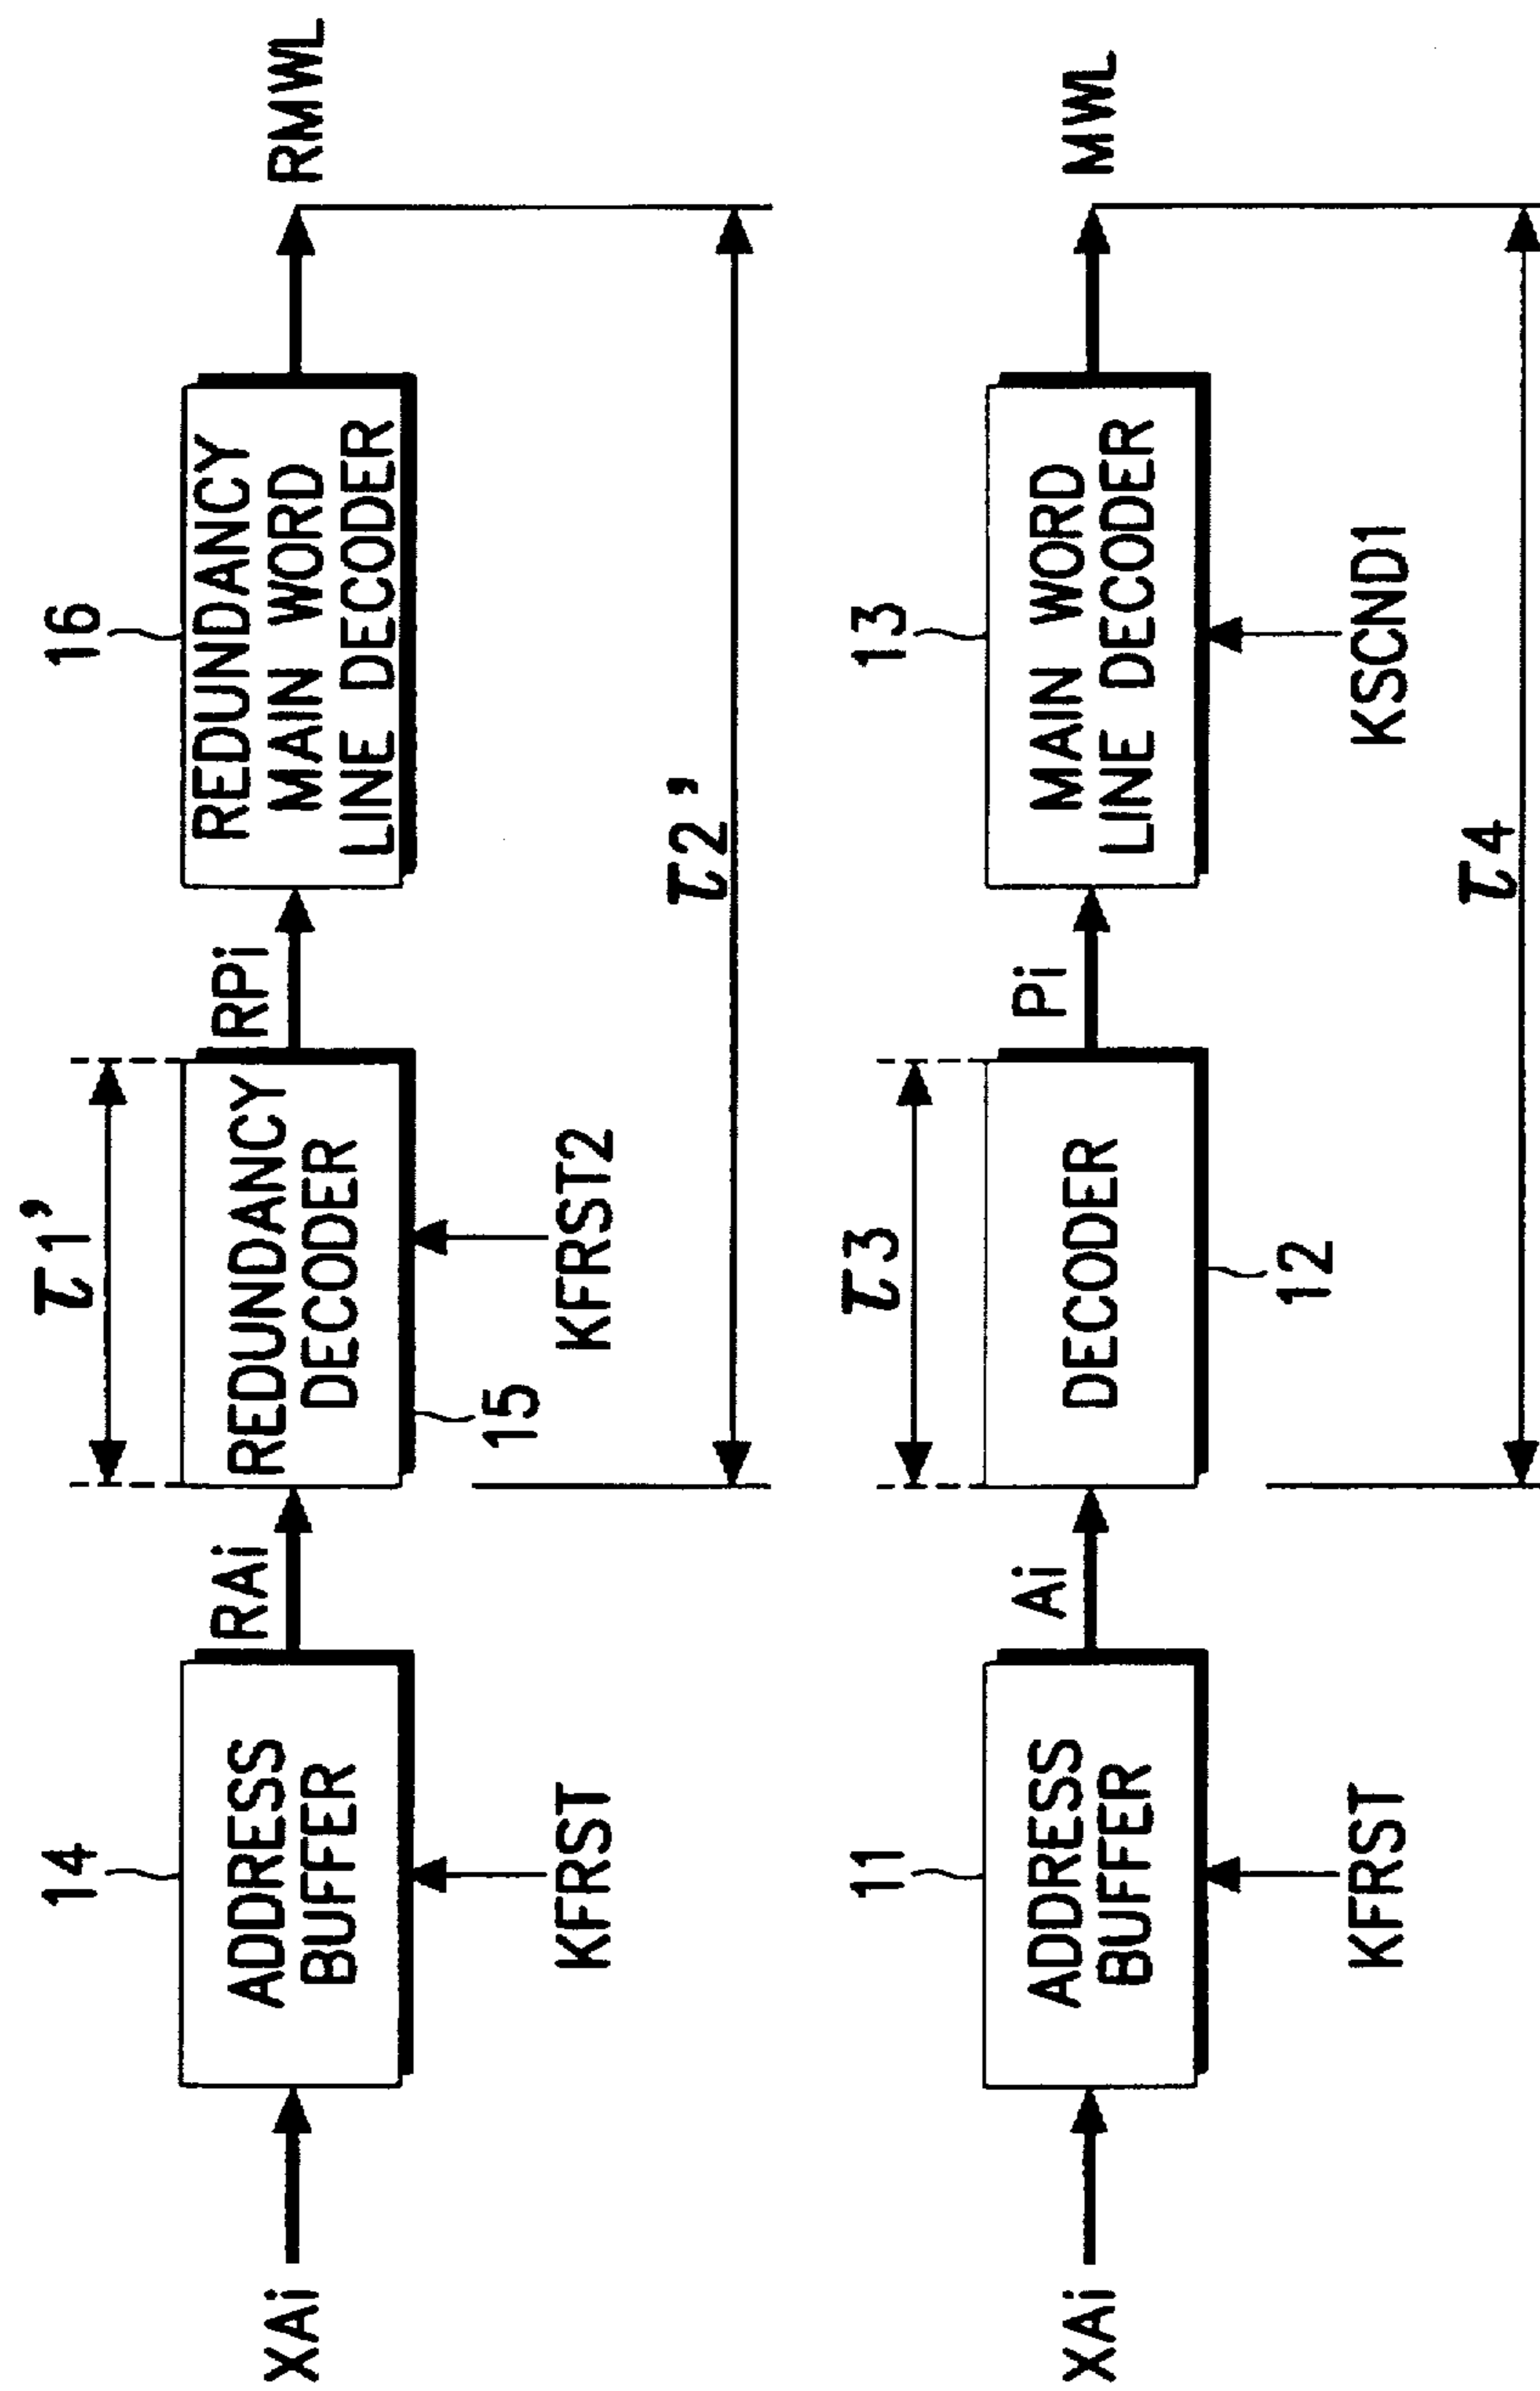 14
τ1'
16
XAi
ADDRESS
BUFFER
RAi
REDUNDANCY
DECODER
RPi
REDUNDANCY
MAIN WORD
LINE DECODER
RMWL
15
KFRST
KFRST2
τ2'
11
τ3
13
XAi
ADDRESS
BUFFER
Ai
DECODER
Pi
MAIN WORD
LINE DECODER
MWL
12
KFRST
KSCND1
τ4